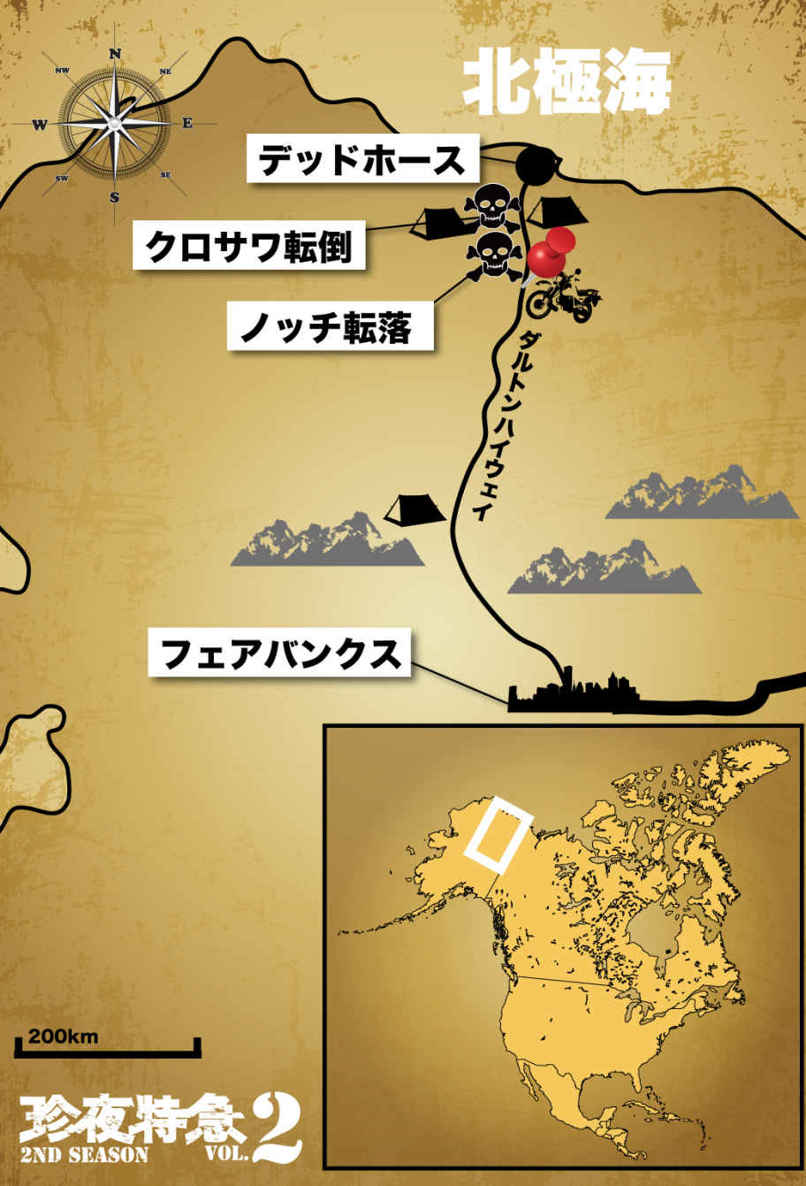 北極海
N
NW
NE
W
E
SW
SE
S
デッドホース
クロサワ転倒
ノッチ転落
ダルトンハイウェイ
フェアバンクス
200km
珍夜特急2
2ND SEASON VOL.